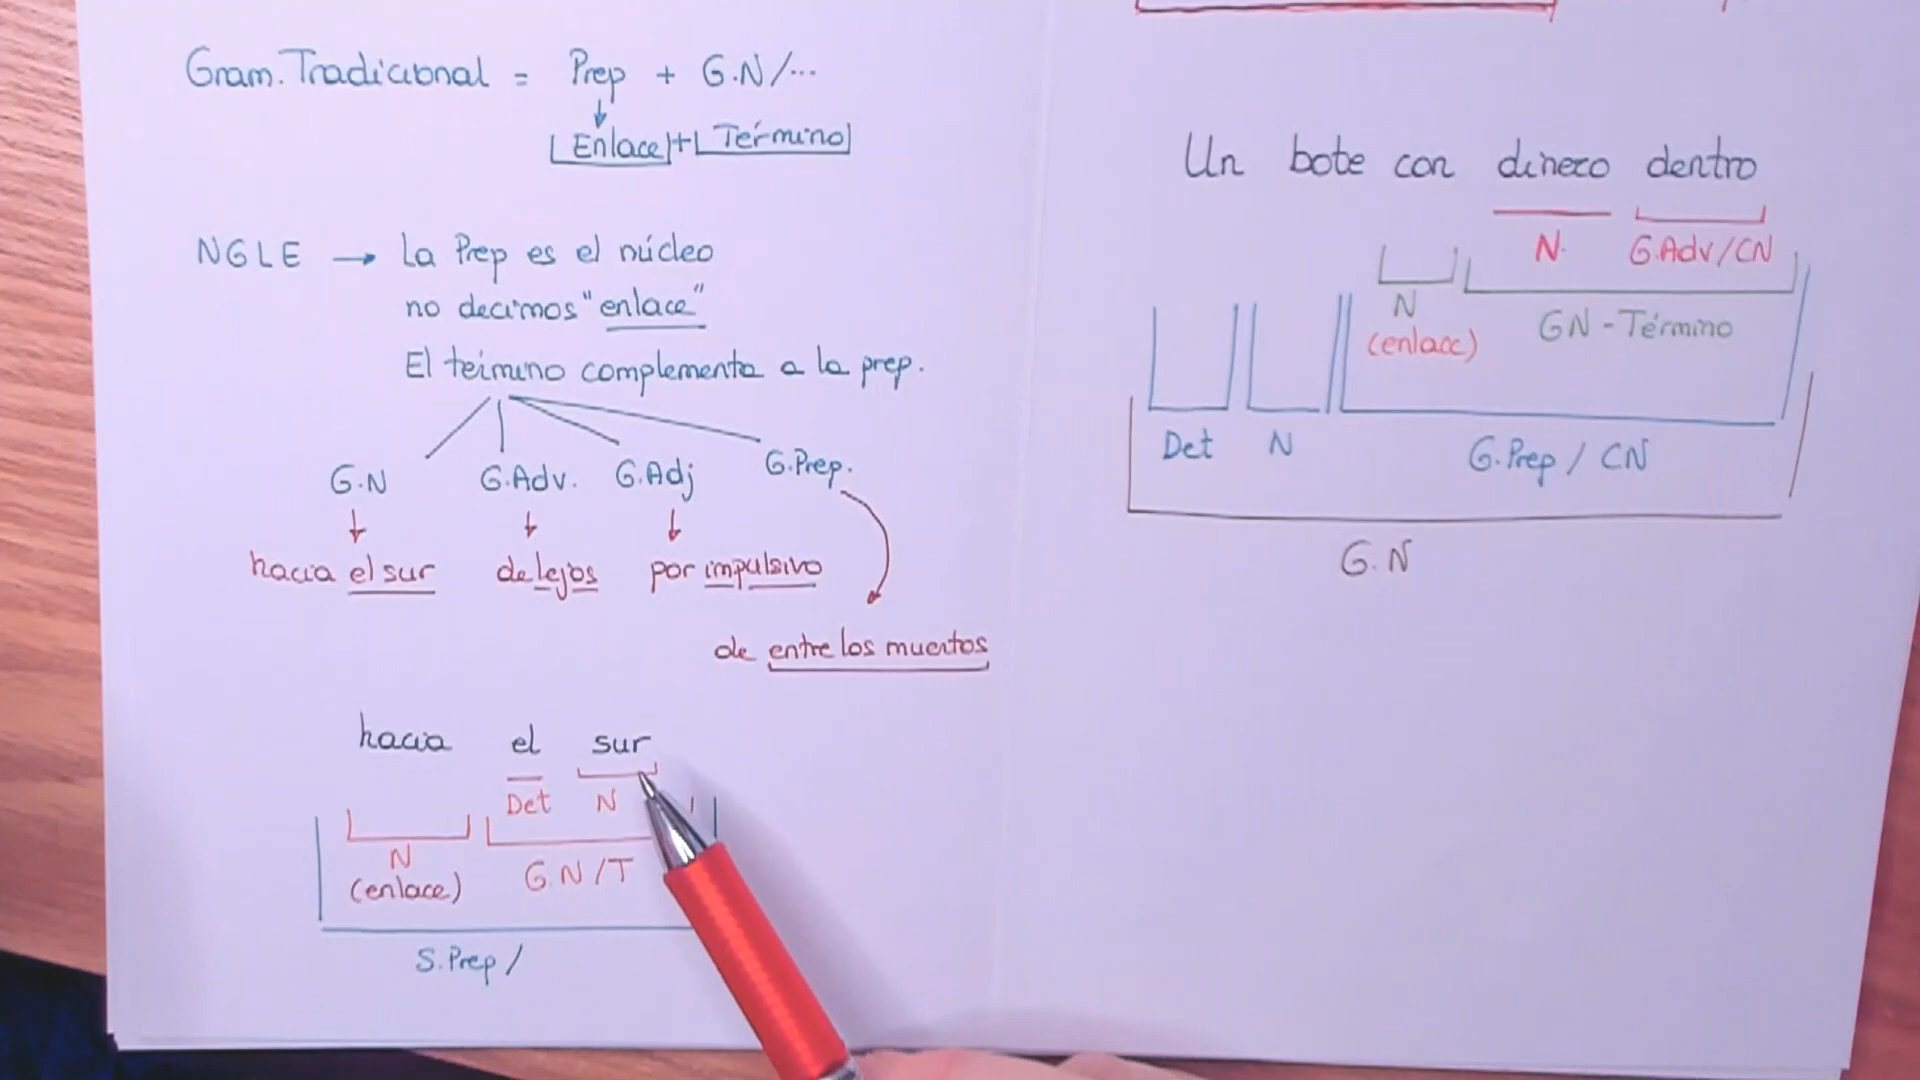 Gram. Tradicional = Prep + G.N/...
Enlace + Término
NGLE → La Prep es el núcleo
no decimos "enlace"
El término complementa a la prep.
G.N G.Adv. G.Adj G.Prep.
hacia el sur de lejos por impulsivo
de entre los muertos
hacia el sur
Det N
N G.N/T
(enlace)
S.Prep /
Un bote con dinero dentro
N. G.Adv/CN
N GN - Término
(enlace)
Det N G.Prep / CN
G.N